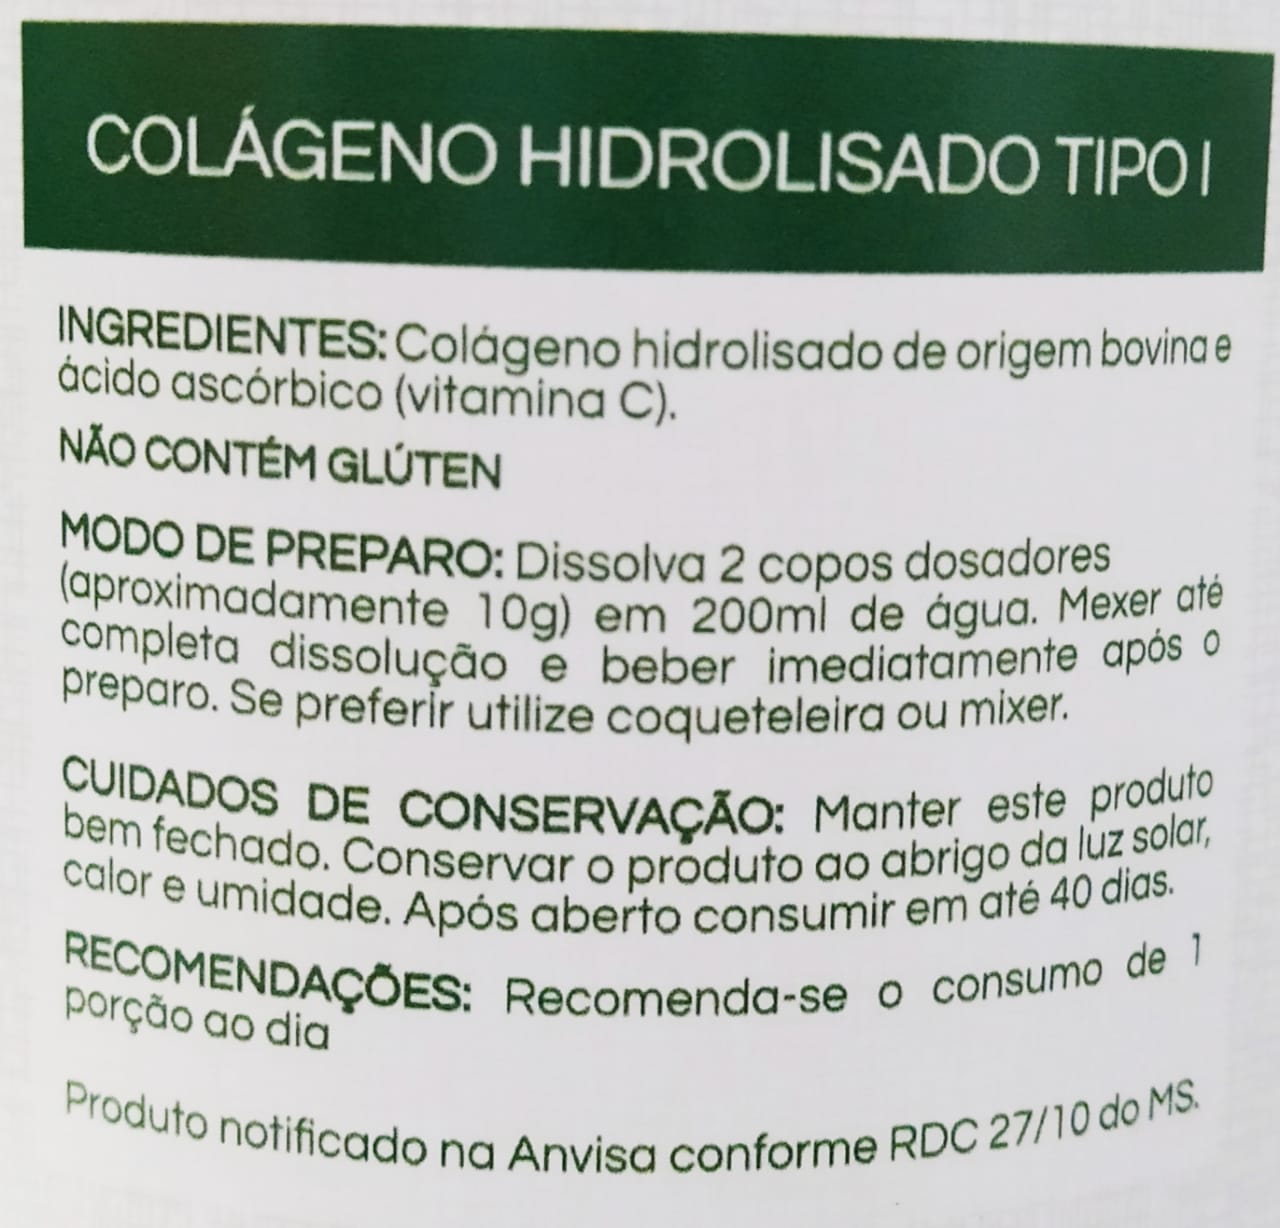 COLÁGENO HIDROLISADO TIPO I
INGREDIENTES: Colágeno hidrolisado de origem bovina e
ácido ascórbico (vitamina C).
NÃO CONTÉM GLÚTEN
MODO DE PREPARO: Dissolva 2 copos dosadores
(aproximadamente 10g) em 200ml de água. Mexer até
completa dissolução e beber imediatamente após o
preparo. Se preferir utilize coqueteleira ou mixer.
CUIDADOS DE CONSERVAÇÃO: Manter este produto
bem fechado. Conservar o produto ao abrigo da luz solar,
calor e umidade. Após aberto consumir em até 40 dias.
RECOMENDAÇÕES: Recomenda-se o consumo de 1
porção ao dia
Produto notificado na Anvisa conforme RDC 27/10 do MS.